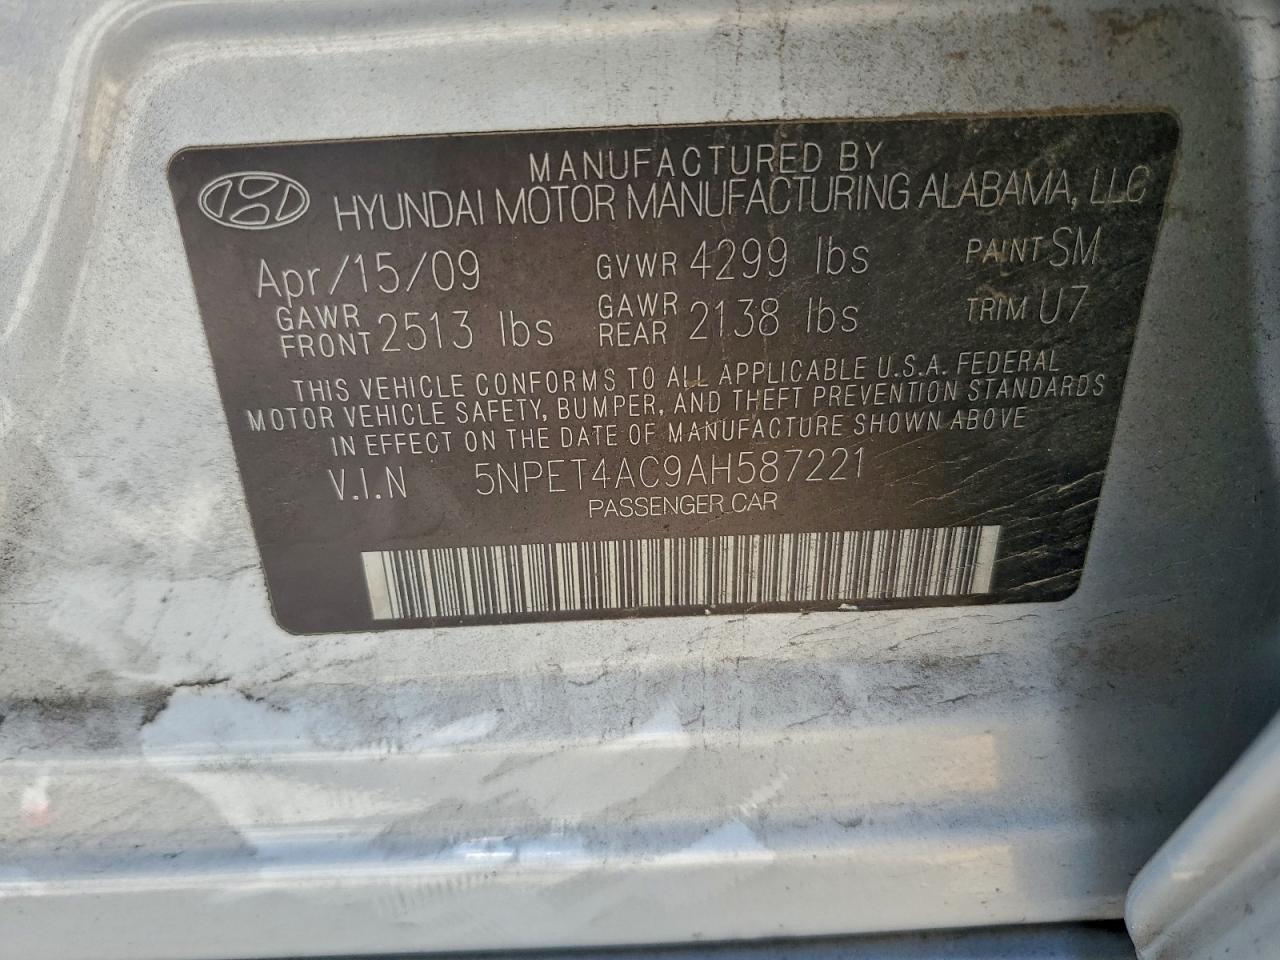 MANUFACTURED BY
HYUNDAI MOTOR MANUFACTURING ALABAMA, LLC
Apr/15/09 GVWR 4299 lbs PAINT SM
GAWR FRONT 2513 lbs GAWR REAR 2138 lbs TRIM U7
THIS VEHICLE CONFORMS TO ALL APPLICABLE U.S.A. FEDERAL
MOTOR VEHICLE SAFETY, BUMPER, AND THEFT PREVENTION STANDARDS
IN EFFECT ON THE DATE OF MANUFACTURE SHOWN ABOVE
V.I.N 5NPET4AC9AH587221
PASSENGER CAR